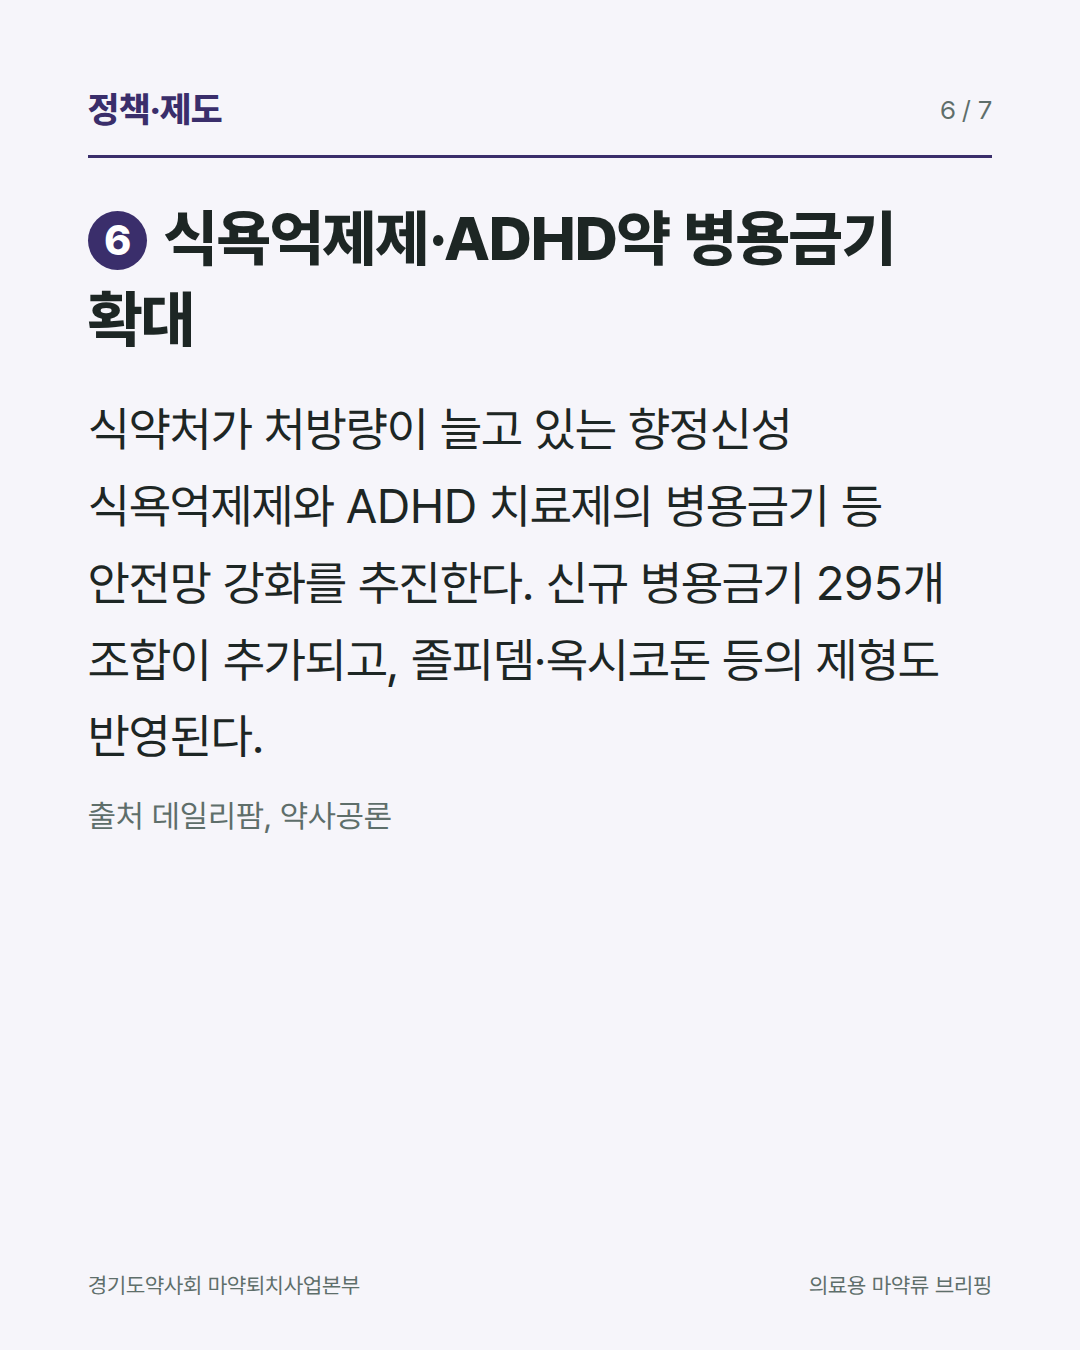 정책·제도
6 / 7
6 식욕억제제·ADHD약 병용금기
확대
식약처가 처방량이 늘고 있는 향정신성
식욕억제제와 ADHD 치료제의 병용금기 등
안전망 강화를 추진한다. 신규 병용금기 295개
조합이 추가되고, 졸피뎀·옥시코돈 등의 제형도
반영된다.
출처 데일리팜, 약사공론
경기도약사회 마약퇴치사업본부
의료용 마약류 브리핑